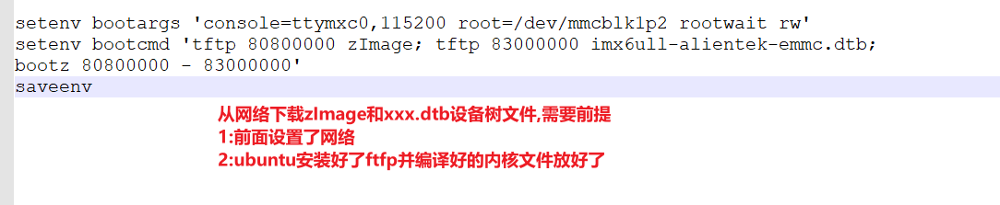 setenv bootargs 'console=ttymxc0,115200 root=/dev/mmcblk1p2 rootwait rw'
setenv bootcmd 'tftp 80800000 zImage; tftp 83000000 imx6ull-alientek-emmc.dtb;
bootz 80800000 - 83000000'
saveenv
从网络下载zImage和xxx.dtb设备树文件,需要前提
1:前面设置了网络
2:ubuntu安装好了ftfp并编译好的内核文件放好了